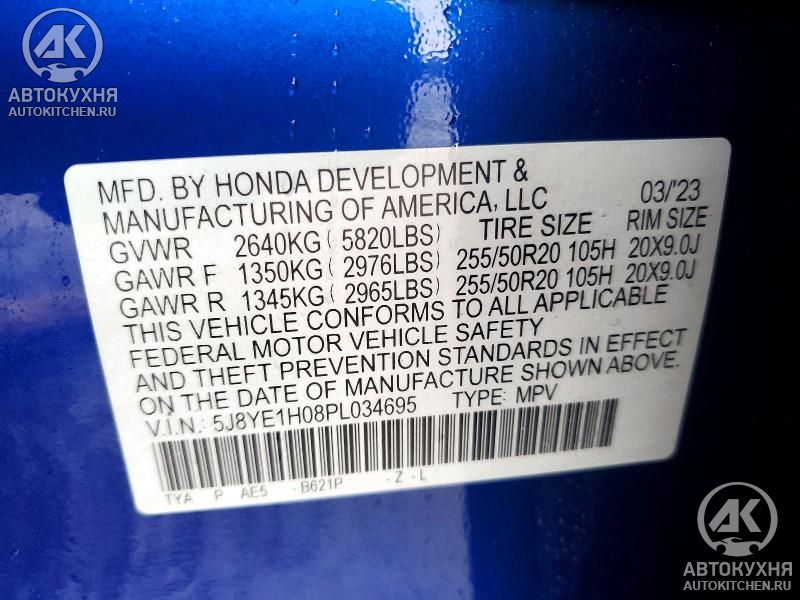 AK
АВТОКУХНЯ
AUTOKITCHEN.RU
MFD. BY HONDA DEVELOPMENT &
MANUFACTURING OF AMERICA, LLC 03/'23
GVWR 2640KG ( 5820LBS) TIRE SIZE RIM SIZE
GAWR F 1350KG ( 2976LBS) 255/50R20 105H 20X9.0J
GAWR R 1345KG ( 2965LBS) 255/50R20 105H 20X9.0J
THIS VEHICLE CONFORMS TO ALL APPLICABLE
FEDERAL MOTOR VEHICLE SAFETY
AND THEFT PREVENTION STANDARDS IN EFFECT
ON THE DATE OF MANUFACTURE SHOWN ABOVE.
V.I.N.: 5J8YE1H08PL034695 TYPE: MPV
TYA P AE5 - B621P - Z - L
AK
АВТОКУХНЯ
AUTOKITCHEN.RU